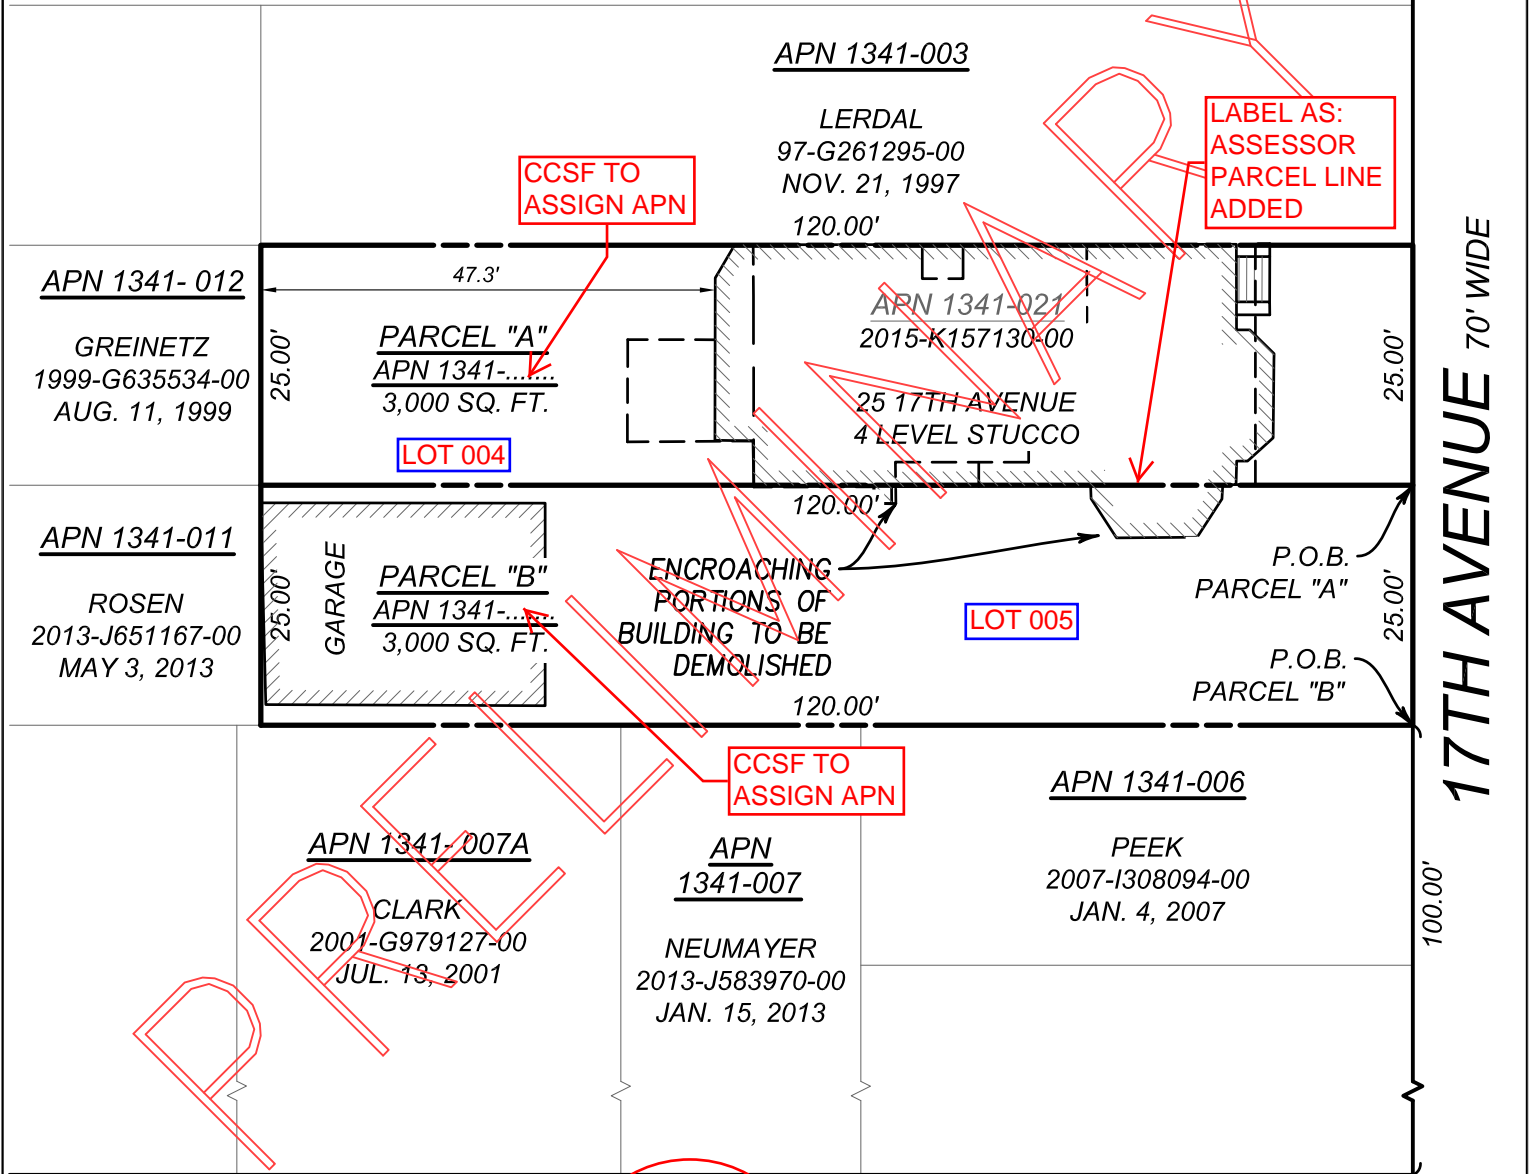 APN 1341-003
LERDAL
97-G261295-00
NOV. 21, 1997
120.00'
CCSF TO
ASSIGN APN
LABEL AS:
ASSESSOR
PARCEL LINE
ADDED
APN 1341- 012
GREINETZ
1999-G635534-00
AUG. 11, 1999
47.3'
25.00'
PARCEL "A"
APN 1341-.......
3,000 SQ. FT.
LOT 004
APN 1341-021
2015-K157130-00
25 17TH AVENUE
4 LEVEL STUCCO
25.00'
17TH AVENUE 70' WIDE
120.00'
APN 1341-011
ROSEN
2013-J651167-00
MAY 3, 2013
25.00'
GARAGE
PARCEL "B"
APN 1341-.......
3,000 SQ. FT.
ENCROACHING
PORTIONS OF
BUILDING TO BE
DEMOLISHED
LOT 005
P.O.B.
PARCEL "A"
25.00'
P.O.B.
PARCEL "B"
120.00'
CCSF TO
ASSIGN APN
APN 1341- 007A
CLARK
2001-G979127-00
JUL. 13, 2001
APN
1341-007
NEUMAYER
2013-J583970-00
JAN. 15, 2013
APN 1341-006
PEEK
2007-I308094-00
JAN. 4, 2007
100.00'
PRELIMINARY